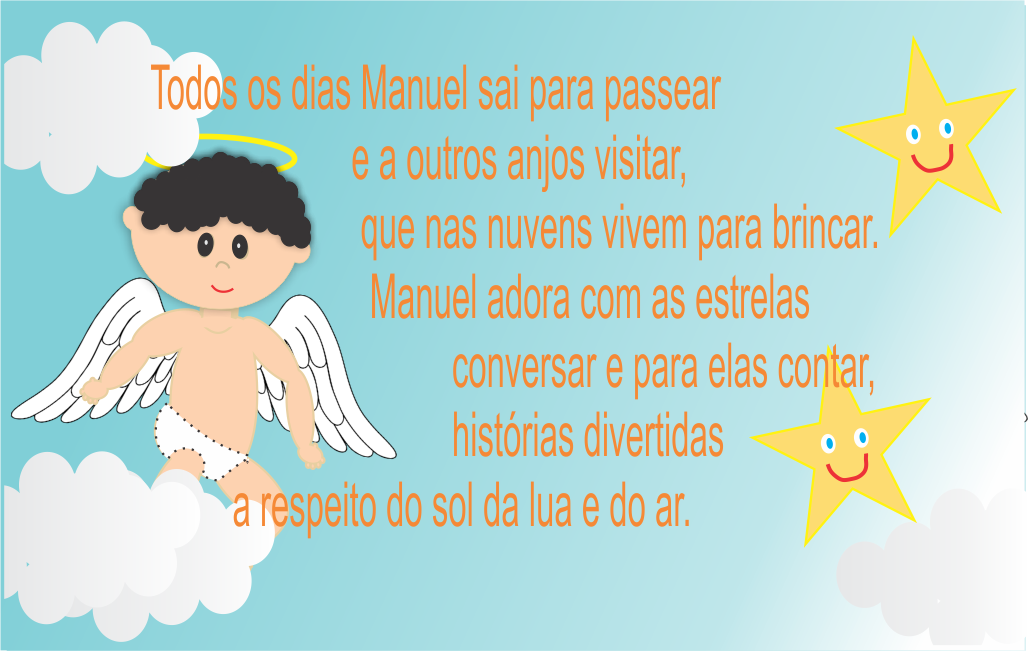 Todos os dias Manuel sai para passear
e a outros anjos visitar,
que nas nuvens vivem para brincar.
Manuel adora com as estrelas
conversar e para elas contar,
histórias divertidas
a respeito do sol da lua e do ar.